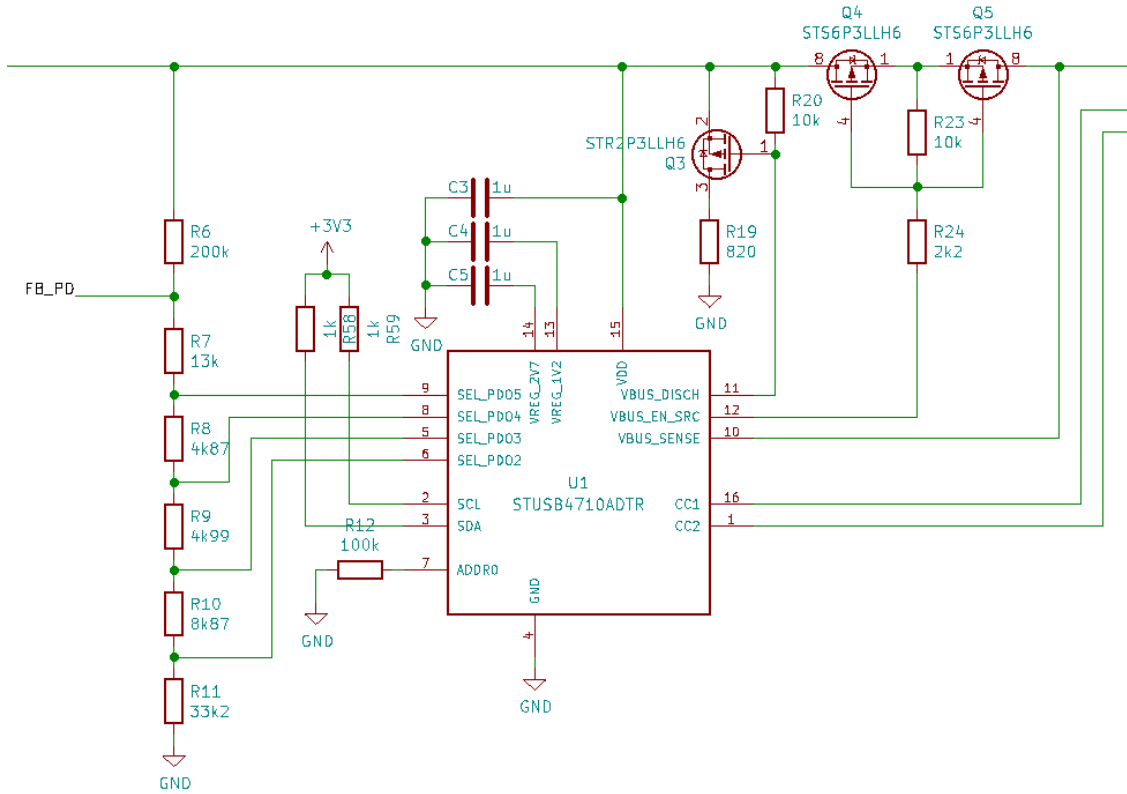 Q4
STS6P3LLH6
Q5
STS6P3LLH6
8
1
1
8
4
4
R20
10k
R23
10k
2
STR2P3LLH6
Q3
1
3
C3
1u
C4
1u
C5
1u
R19
820
R24
2k2
GND
R6
200k
+3V3
FB_PD
1k
R58
1k
R59
GND
14
13
15
R7
13k
9
SEL_PDO5
VREG_2V7
VREG_1V2
VDD
VBUS_DISCH
11
8
SEL_PDO4
VBUS_EN_SRC
12
R8
4k87
5
SEL_PDO3
VBUS_SENSE
10
6
SEL_PDO2
U1
STUSB4710ADTR
2
SCL
CC1
16
R9
4k99
3
SDA
CC2
1
R12
100k
7
ADDR0
GND
4
R10
8k87
GND
GND
R11
33k2
GND